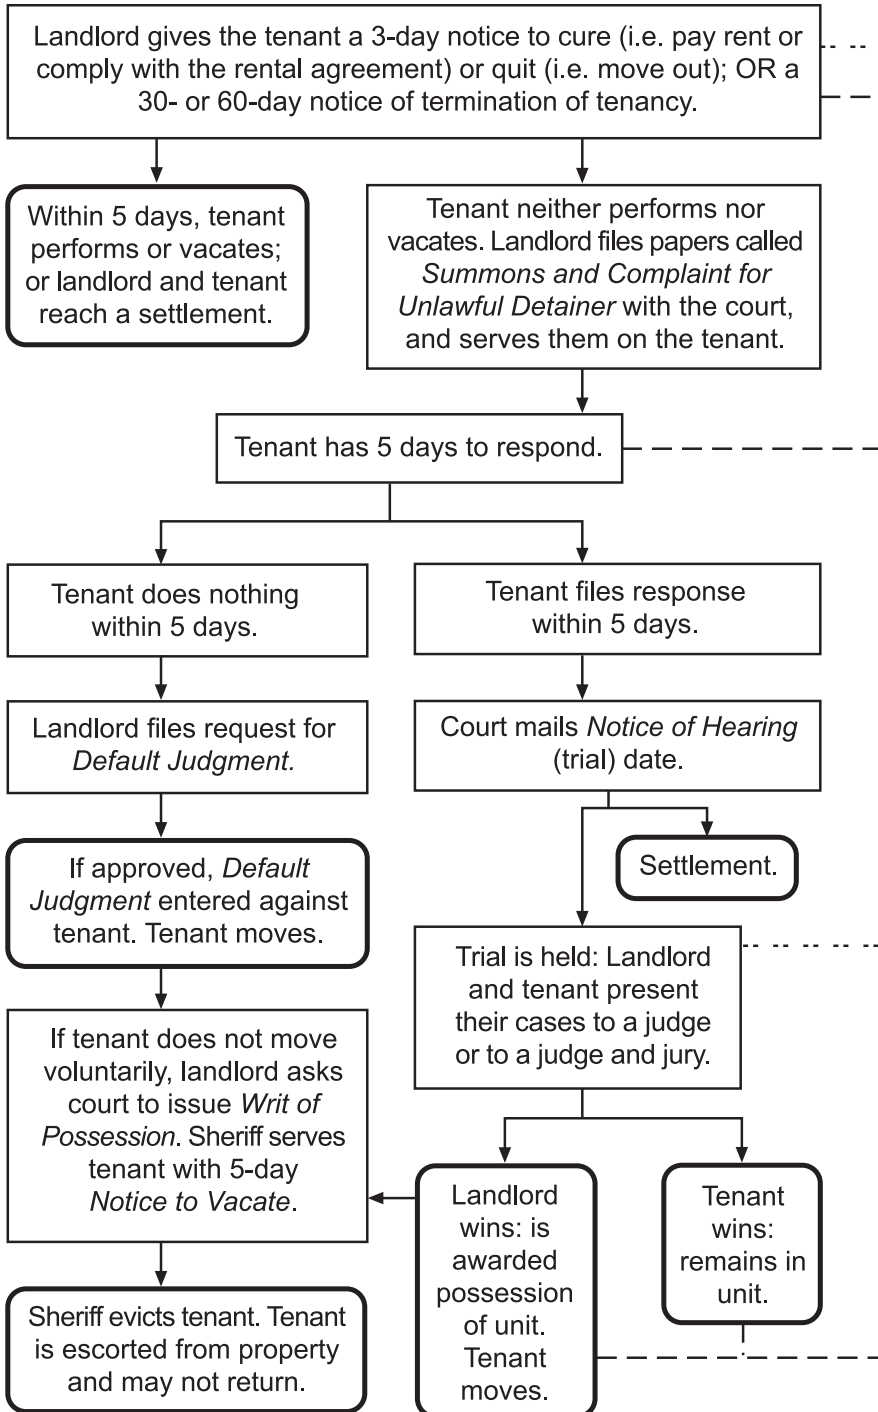 Landlord gives the tenant a 3-day notice to cure (i.e. pay rent or
comply with the rental agreement) or quit (i.e. move out); OR a
30- or 60-day notice of termination of tenancy.
Within 5 days, tenant
performs or vacates;
or landlord and tenant
reach a settlement.
Tenant neither performs nor
vacates. Landlord files papers called
Summons and Complaint for
Unlawful Detainer with the court,
and serves them on the tenant.
Tenant has 5 days to respond.
Tenant does nothing
within 5 days.
Tenant files response
within 5 days.
Landlord files request for
Default Judgment.
Court mails Notice of Hearing
(trial) date.
If approved, Default
Judgment entered against
tenant. Tenant moves.
Settlement.
Trial is held: Landlord
and tenant present
their cases to a judge
or to a judge and jury.
If tenant does not move
voluntarily, landlord asks
court to issue Writ of
Possession. Sheriff serves
tenant with 5-day
Notice to Vacate.
Landlord
wins: is
awarded
possession
of unit.
Tenant
moves.
Tenant
wins:
remains in
unit.
Sheriff evicts tenant. Tenant
is escorted from property
and may not return.